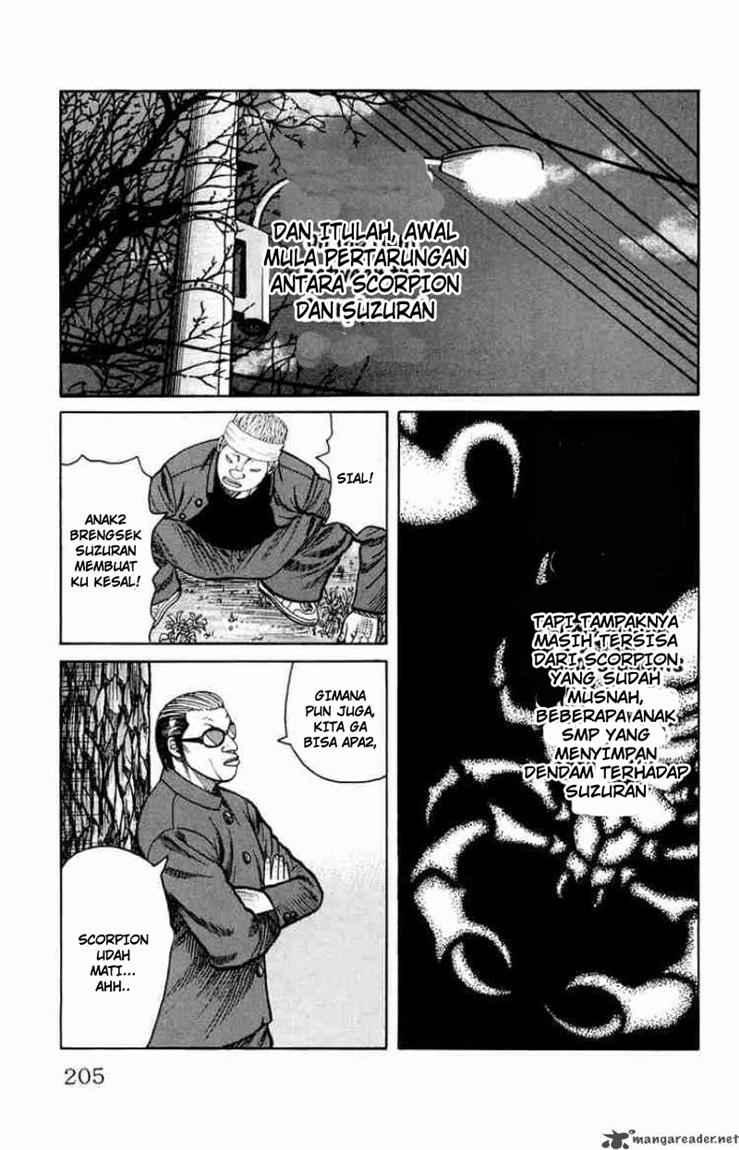 DAN ITULAH, AWAL
MULA PERTARUNGAN
ANTARA SCORPION
DAN SUZURAN
TAPI TAMPAKNYA
MASIH TERSISA
DARI SCORPION
YANG SUDAH
MUSNAH,
BEBERAPA ANAK
SMP YANG
MENYIMPAN
DENDAM TERHADAP
SUZURAN
SIAL!
ANAK2
BRENGSEK
SUZURAN
MEMBUAT
KU KESAL!
GIMANA
PUN JUGA,
KITA GA
BISA APA2,
SCORPION
UDAH
MATI...
AHH..
205
mangareader.net